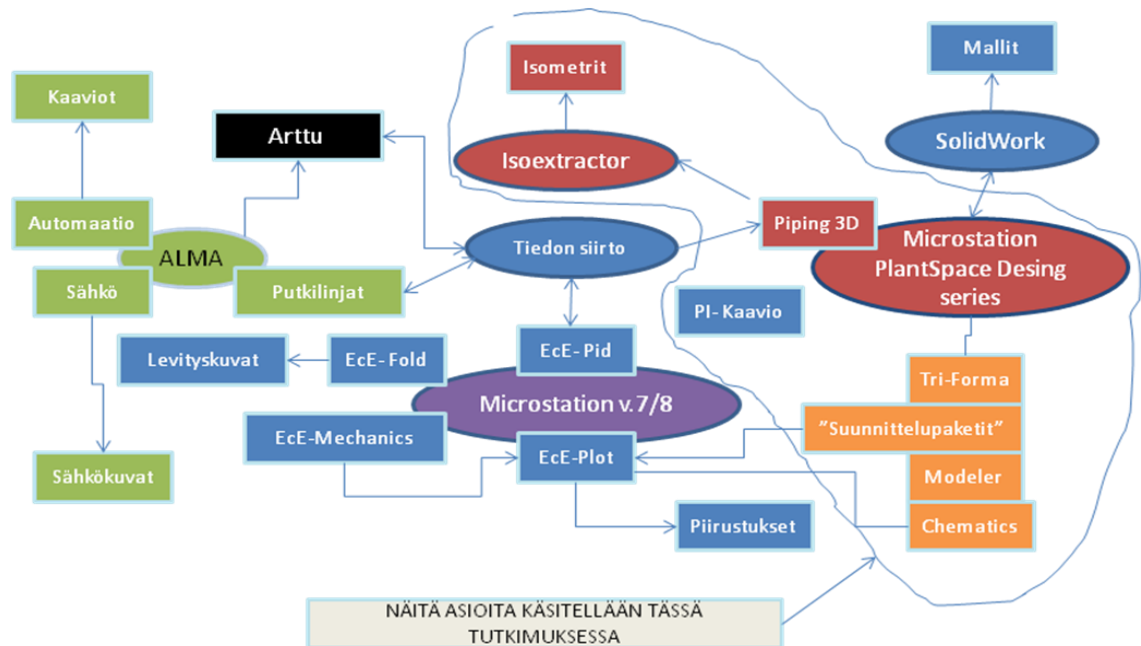 Mallit
Isometrit
Kaaviot
Arttu
SolidWork
Isoextractor
Automaatio
Piping 3D
Tiedon siirto
Microstation
PlantSpace Desing
series
ALMA
Sähkö
Putkilinjat
PI- Kaavio
Levityskuvat
EcE- Fold
EcE- Pid
Tri-Forma
Microstation v.7/8
"Suunnittelupaketit”
EcE-Mechanics
EcE-Plot
Sähkökuvat
Modeler
Piirustukset
Chematics
NÄITÄ ASIOITA KÄSITELLÄÄN TÄSSÄ
TUTKIMUKSESSA